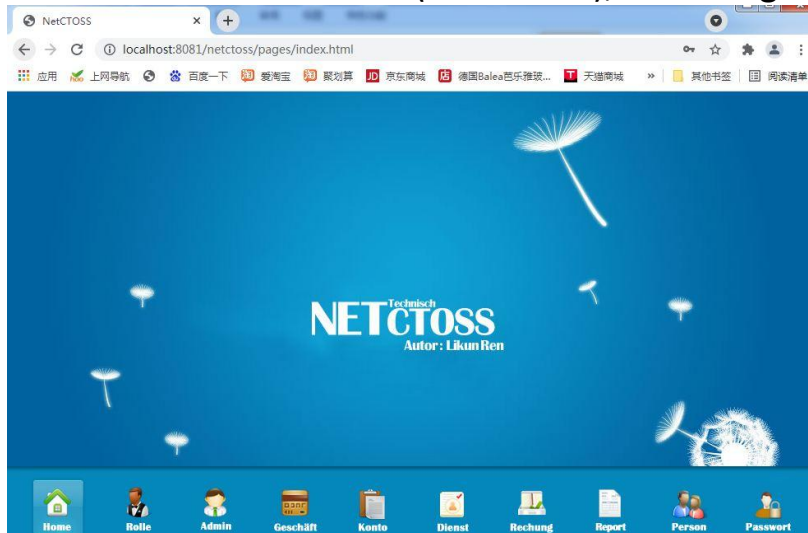 NetCTOSS
localhost:8081/netctoss/pages/index.html
应用 上网导航 百度一下 爱淘宝 聚划算 京东商城 德国Balea芭乐雅玻... 天猫商城 » 其他书签 阅读清单
Technisch
NETCTOSS
Autor: Likun Ren
Home Rolle Admin Geschäft Konto Dienst Rechung Report Person Passwort